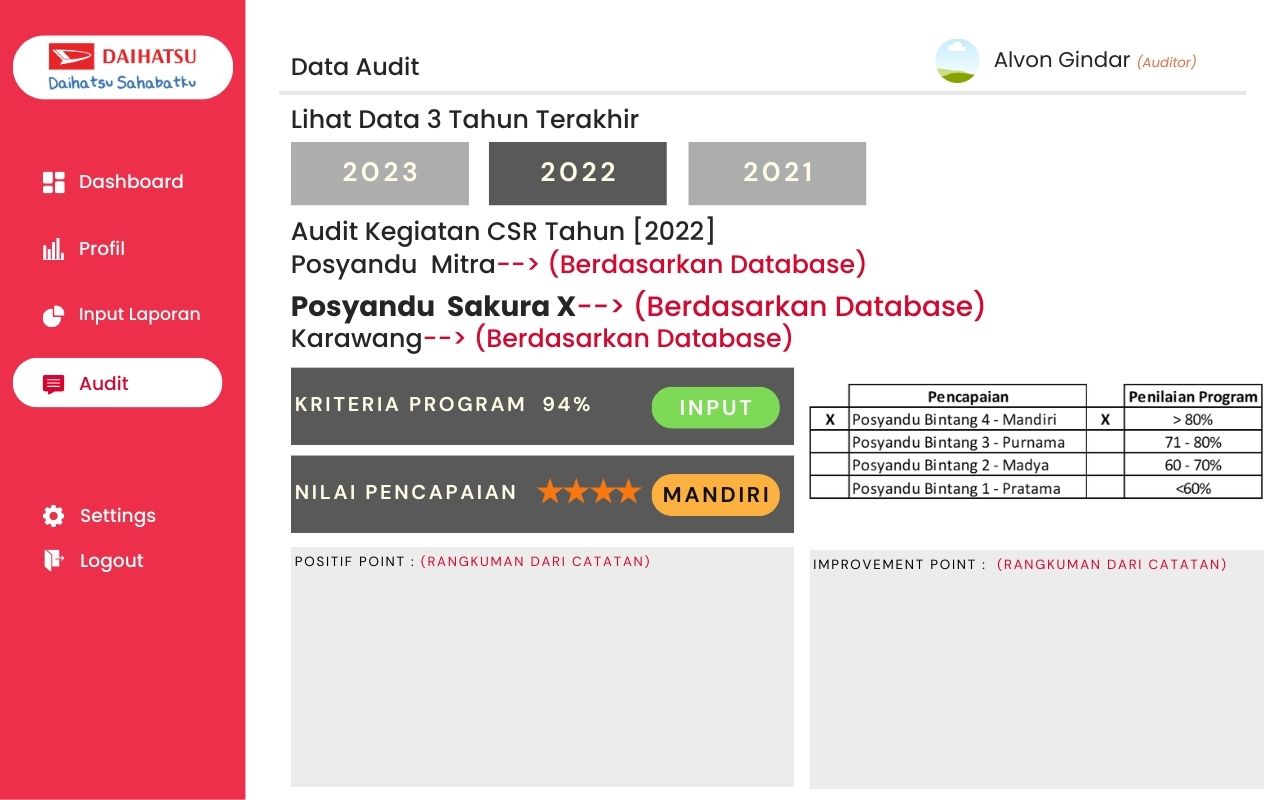 DAIHATSU
Daihatsu Sahabatku
Dashboard
Profil
Input Laporan
Audit
Settings
Logout
Data Audit
Alvon Gindar (Auditor)
Lihat Data 3 Tahun Terakhir
2023 2022 2021
Audit Kegiatan CSR Tahun [2022]
Posyandu Mitra--> (Berdasarkan Database)
Posyandu Sakura X--> (Berdasarkan Database)
Karawang--> (Berdasarkan Database)
KRITERIA PROGRAM 94% INPUT
NILAI PENCAPAIAN ★★★★ MANDIRI
Pencapaian Penilaian Program
X Posyandu Bintang 4 - Mandiri X > 80%
Posyandu Bintang 3 - Purnama 71 - 80%
Posyandu Bintang 2 - Madya 60 - 70%
Posyandu Bintang 1 - Pratama <60%
POSITIF POINT : (RANGKUMAN DARI CATATAN)
IMPROVEMENT POINT : (RANGKUMAN DARI CATATAN)